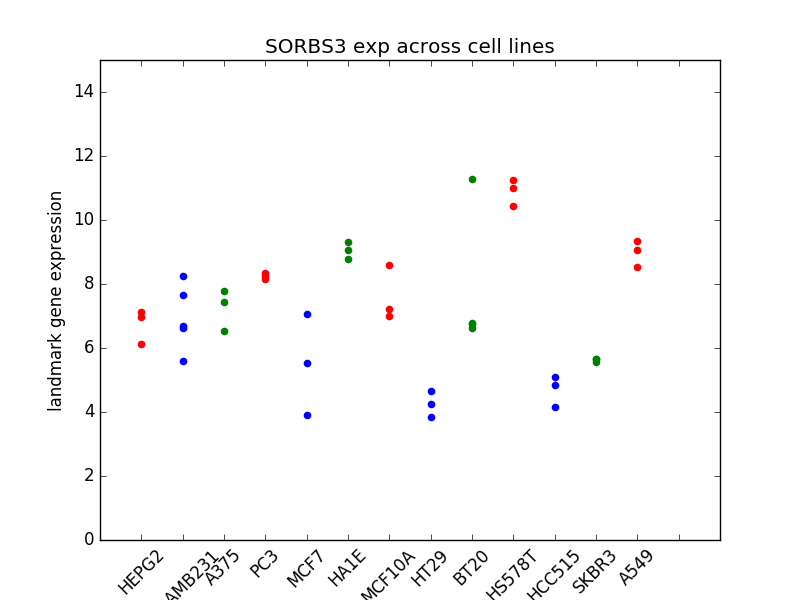 SORBS3 exp across cell lines
landmark gene expression
14
12
10
8
6
4
2
0
HEPG2
AMB231
A375
PC3
MCF7
HA1E
MCF10A
HT29
BT20
HS578T
HCC515
SKBR3
A549